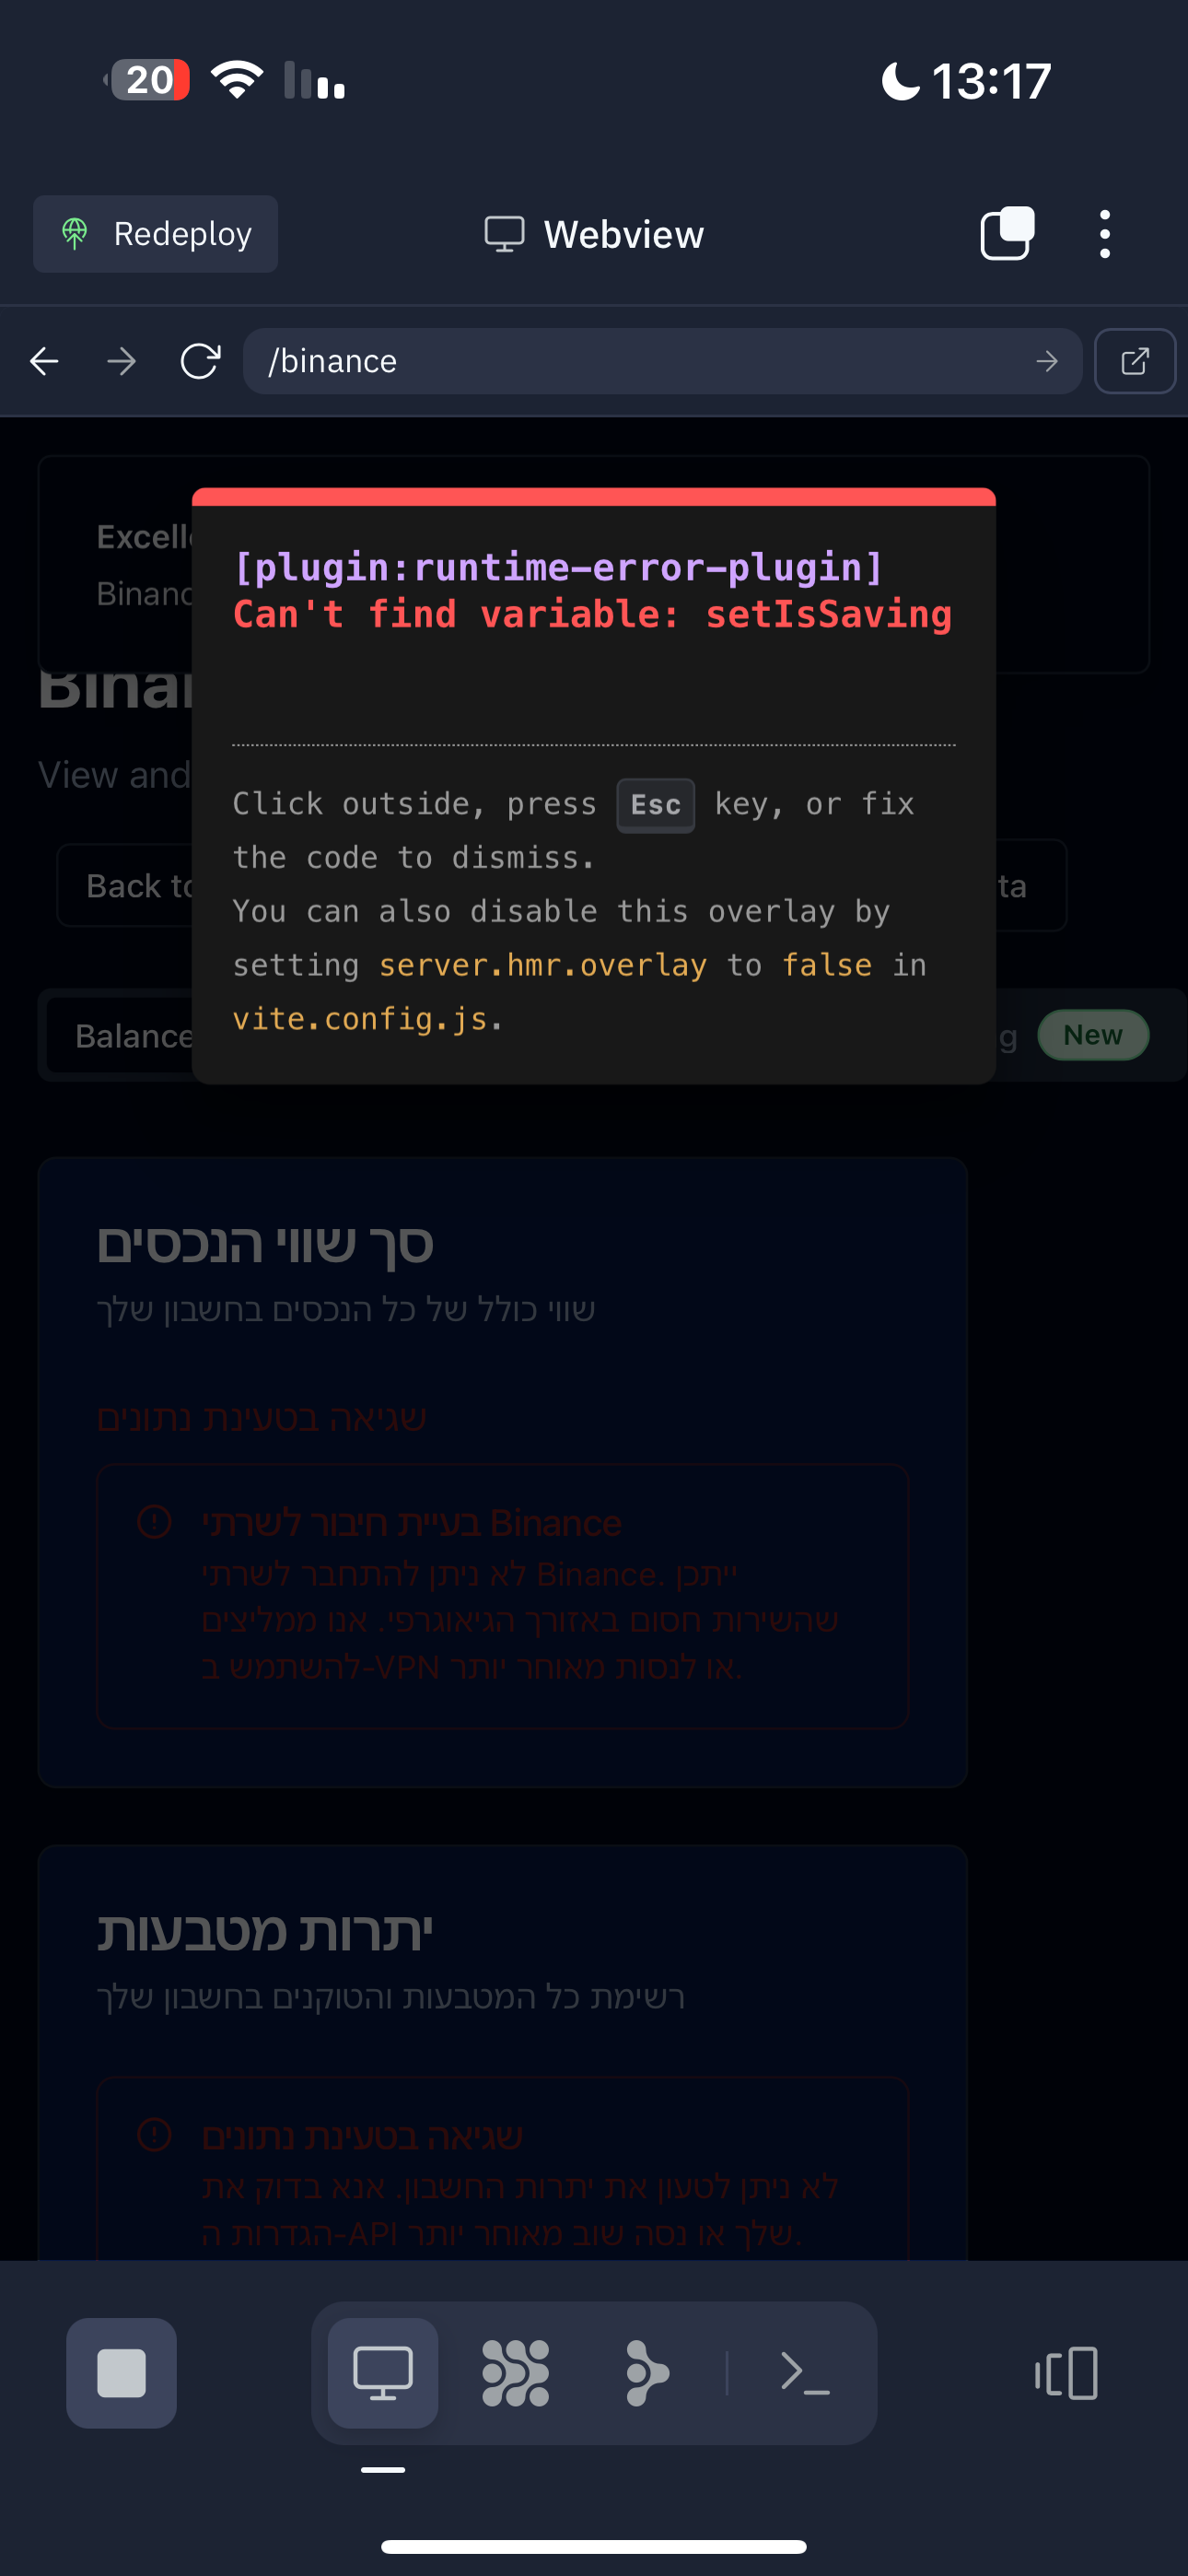 20
13:17
Redeploy
Webview
/binance
Excell
Binanc
[plugin:runtime-error-plugin]
Can't find variable: setIsSaving
Binan
View and
Click outside, press Esc key, or fix
the code to dismiss.
Back to
ta
You can also disable this overlay by
setting server.hmr.overlay to false in
vite.config.js.
Balance
g
New
סך שווי הנכסים
שווי כולל של כל הנכסים בחשבון שלך
שגיאה בטעינת נתונים
בעיית חיבור לשרתי Binance
לא ניתן להתחבר לשרתי Binance. ייתכן
שהשירות חסום באזורך הגיאוגרפי. אנו ממליצים
להשתמש ב-VPN או לנסות מאוחר יותר.
יתרות מטבעות
רשימת כל המטבעות והטוקנים בחשבון שלך
שגיאה בטעינת נתונים
לא ניתן לטעון את יתרות החשבון. אנא בדוק את
הגדרות ה-API שלך או נסה שוב מאוחר יותר.